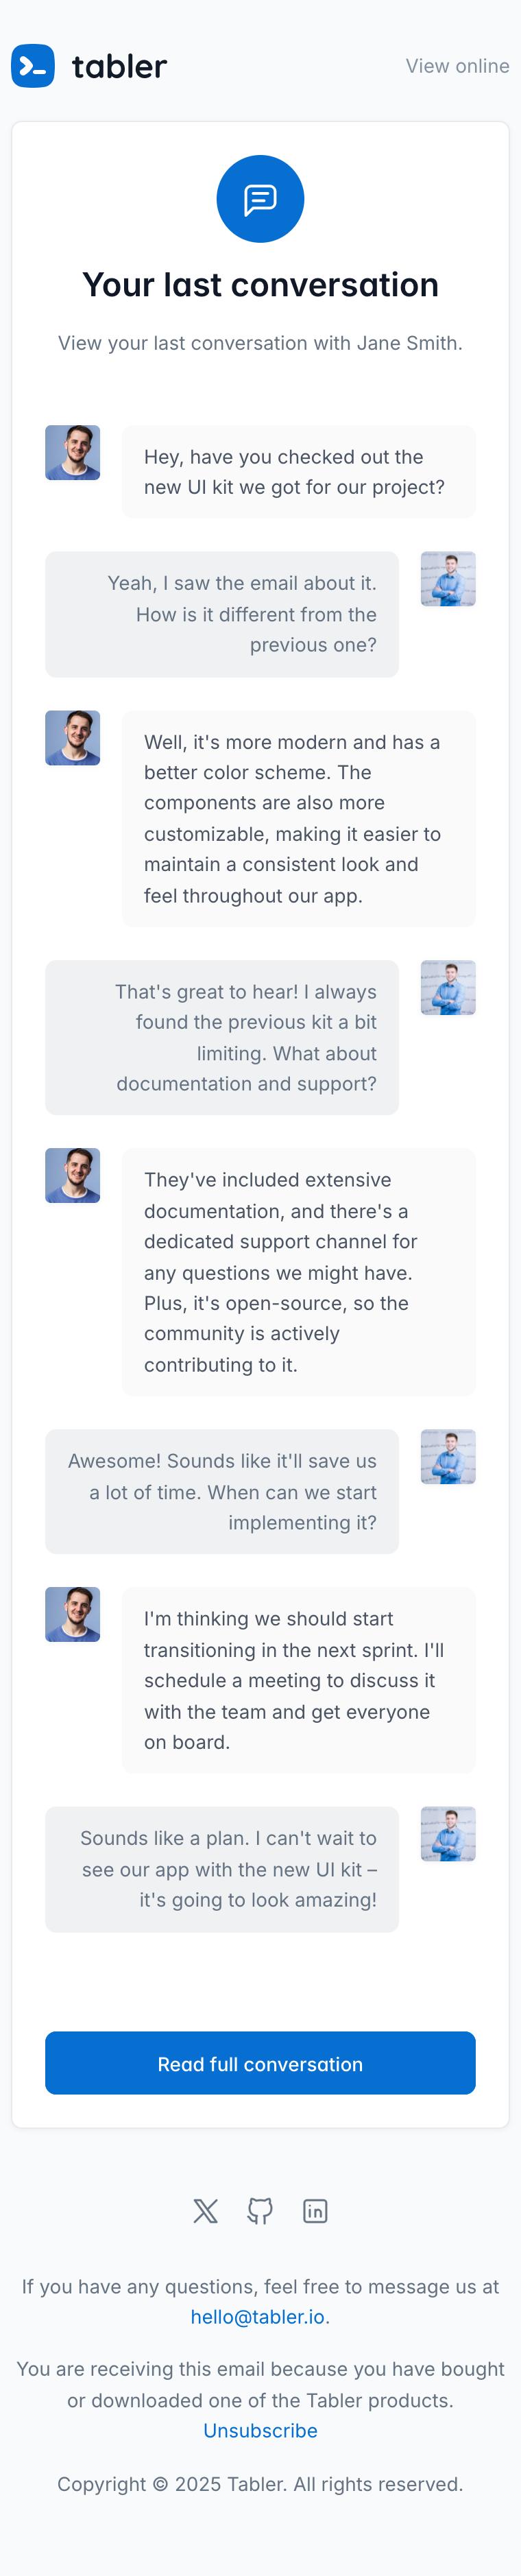 tabler
View online
Your last conversation
View your last conversation with Jane Smith.
Hey, have you checked out the
new UI kit we got for our project?
Yeah, I saw the email about it.
How is it different from the
previous one?
Well, it's more modern and has a
better color scheme. The
components are also more
customizable, making it easier to
maintain a consistent look and
feel throughout our app.
That's great to hear! I always
found the previous kit a bit
limiting. What about
documentation and support?
They've included extensive
documentation, and there's a
dedicated support channel for
any questions we might have.
Plus, it's open-source, so the
community is actively
contributing to it.
Awesome! Sounds like it'll save us
a lot of time. When can we start
implementing it?
I'm thinking we should start
transitioning in the next sprint. I'll
schedule a meeting to discuss it
with the team and get everyone
on board.
Sounds like a plan. I can't wait to
see our app with the new UI kit –
it's going to look amazing!
Read full conversation
If you have any questions, feel free to message us at
hello@tabler.io.
You are receiving this email because you have bought
or downloaded one of the Tabler products.
Unsubscribe
Copyright © 2025 Tabler. All rights reserved.